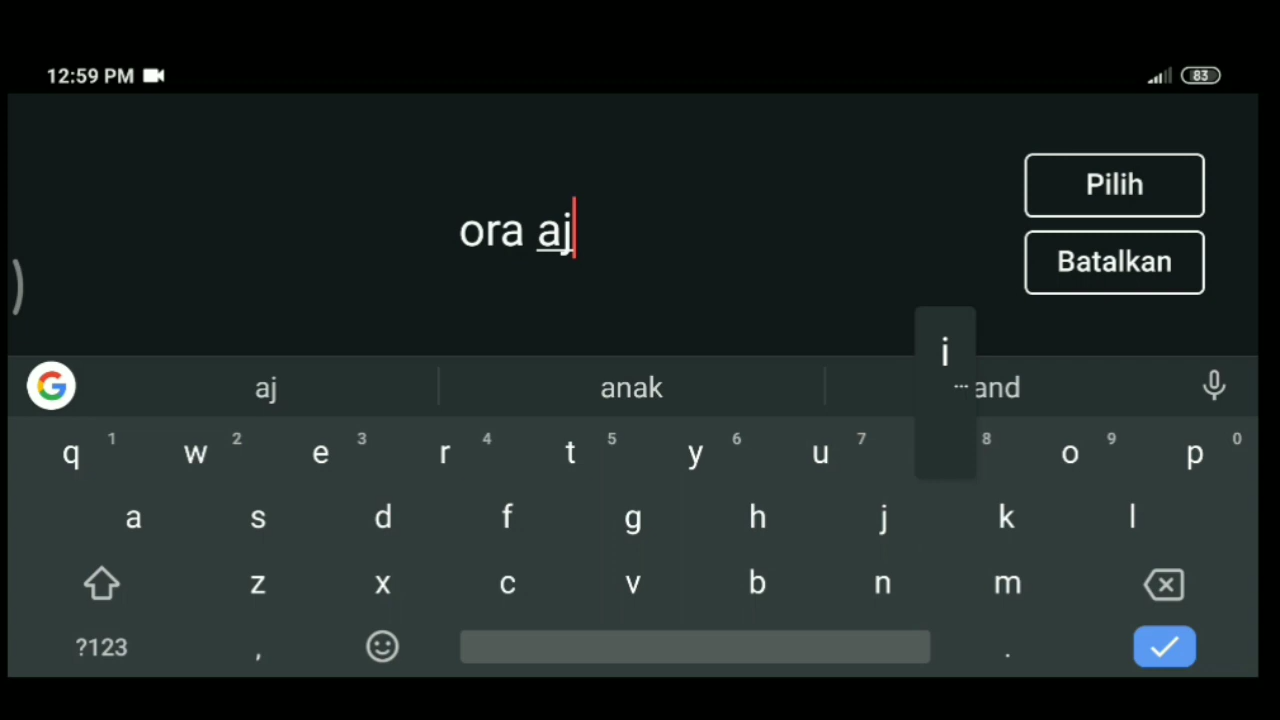 12:59 PM
83
Pilih
ora aj
Batalkan
i
...
aj anak and
q 1 w 2 e 3 r 4 t 5 y 6 u 7 8 o 9 p 0
a s d f g h j k l
z x c v b n m
?123 , .